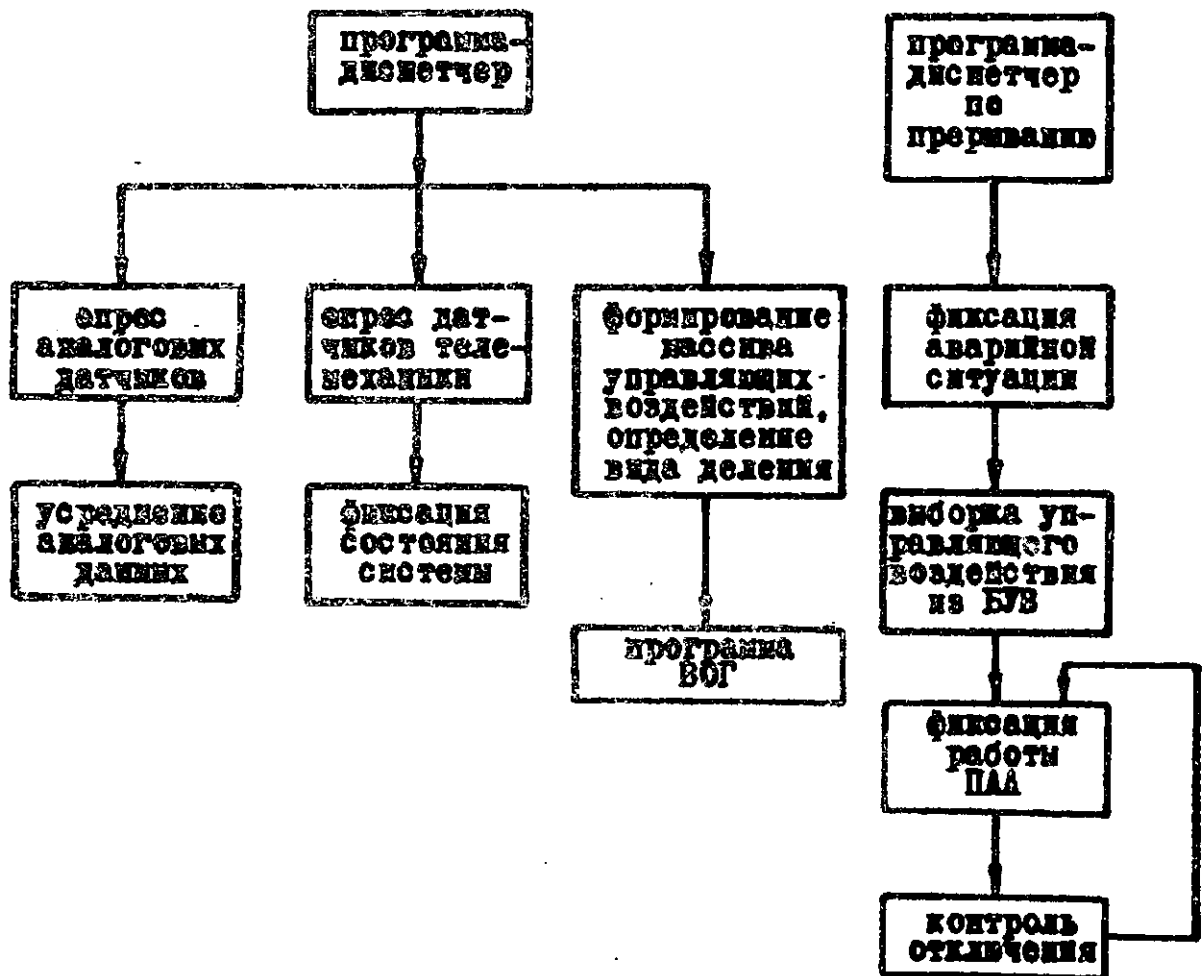 программа-
диспетчер
опрос
аналоговых
датчиков
усреднение
аналоговых
данных
опрос дат-
чиков теле-
механики
фиксация
состояния
системы
формирование
массива
управляющих
воздействий,
определение
вида деления
программа
ВОГ
программа-
диспетчер
по
прерыванию
фиксация
аварийной
ситуации
выборка уп-
равляющего
воздействия
из БУВ
фиксация
работы
ПАА
контроль
отключения